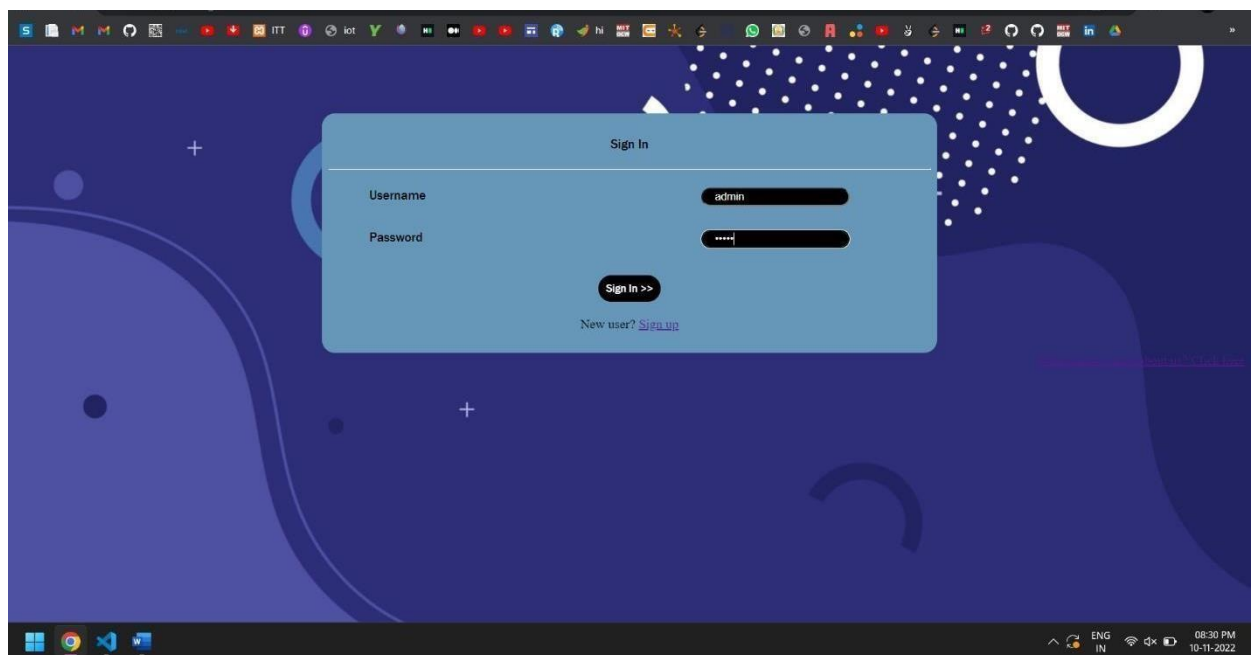 ITT
iot
hi
»
Sign In
Username
admin
Password
•••••
Sign In >>
New user? Sign up
ENG
IN
08:30 PM
10-11-2022